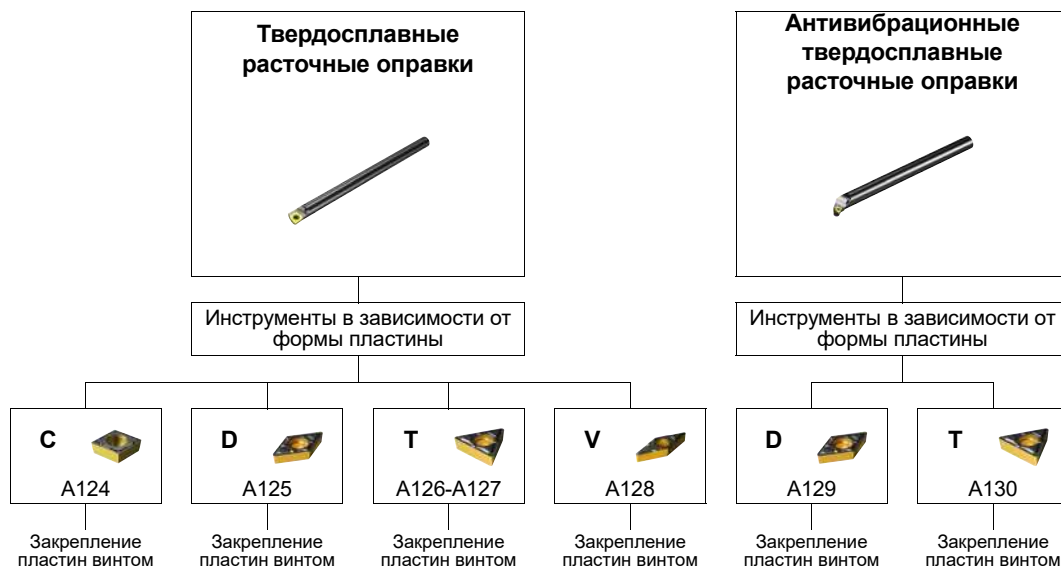 Твердосплавные
расточные оправки
Антивибрационные
твердосплавные
расточные оправки
Инструменты в зависимости от
формы пластины
Инструменты в зависимости от
формы пластины
C
A124
D
A125
T
A126-A127
V
A128
D
A129
T
A130
Закрепление
пластин винтом
Закрепление
пластин винтом
Закрепление
пластин винтом
Закрепление
пластин винтом
Закрепление
пластин винтом
Закрепление
пластин винтом